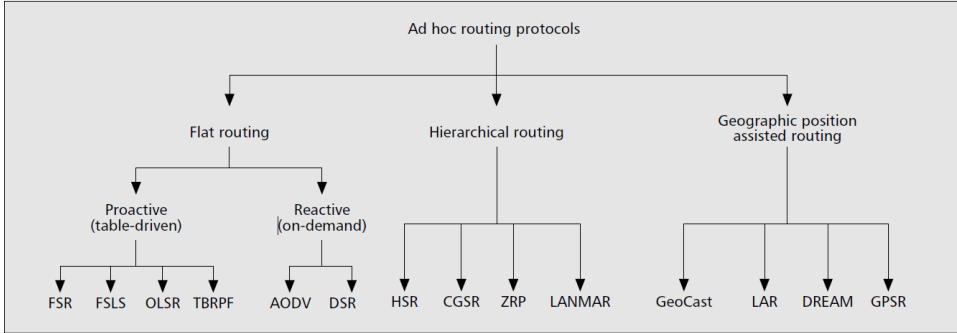 Ad hoc routing protocols
Flat routing
Hierarchical routing
Geographic position
assisted routing
Proactive
(table-driven)
Reactive
(on-demand)
FSR FSLS OLSR TBRPF AODV DSR HSR CGSR ZRP LANMAR GeoCast LAR DREAM GPSR